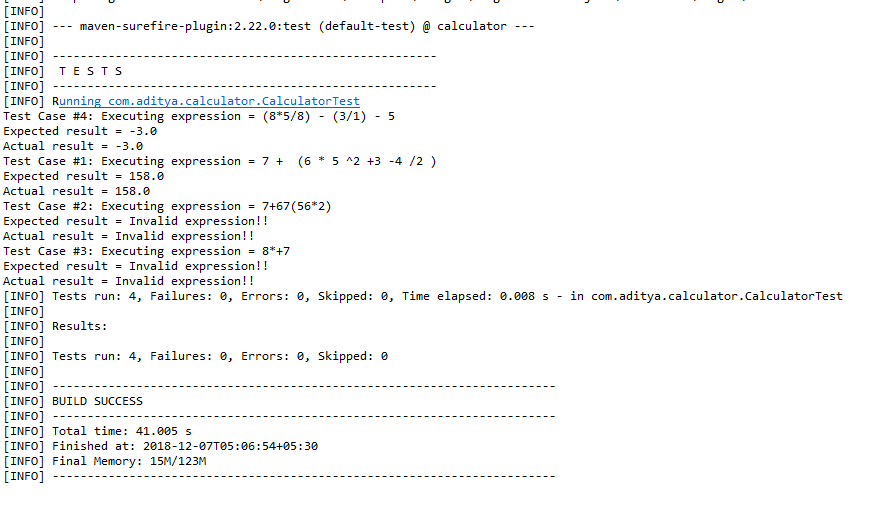 [INFO]
[INFO] --- maven-surefire-plugin:2.22.0:test (default-test) @ calculator ---
[INFO]
[INFO] -------------------------------------------------------
[INFO]  T E S T S
[INFO] -------------------------------------------------------
[INFO] Running com.aditya.calculator.CalculatorTest
Test Case #4: Executing expression = (8*5/8) - (3/1) - 5
Expected result = -3.0
Actual result = -3.0
Test Case #1: Executing expression = 7 +  (6 * 5 ^2 +3 -4 /2 )
Expected result = 158.0
Actual result = 158.0
Test Case #2: Executing expression = 7+67(56*2)
Expected result = Invalid expression!!
Actual result = Invalid expression!!
Test Case #3: Executing expression = 8*+7
Expected result = Invalid expression!!
Actual result = Invalid expression!!
[INFO] Tests run: 4, Failures: 0, Errors: 0, Skipped: 0, Time elapsed: 0.008 s - in com.aditya.calculator.CalculatorTest
[INFO]
[INFO] Results:
[INFO]
[INFO] Tests run: 4, Failures: 0, Errors: 0, Skipped: 0
[INFO]
[INFO] ------------------------------------------------------------------------
[INFO] BUILD SUCCESS
[INFO] ------------------------------------------------------------------------
[INFO] Total time: 41.005 s
[INFO] Finished at: 2018-12-07T05:06:54+05:30
[INFO] Final Memory: 15M/123M
[INFO] ------------------------------------------------------------------------